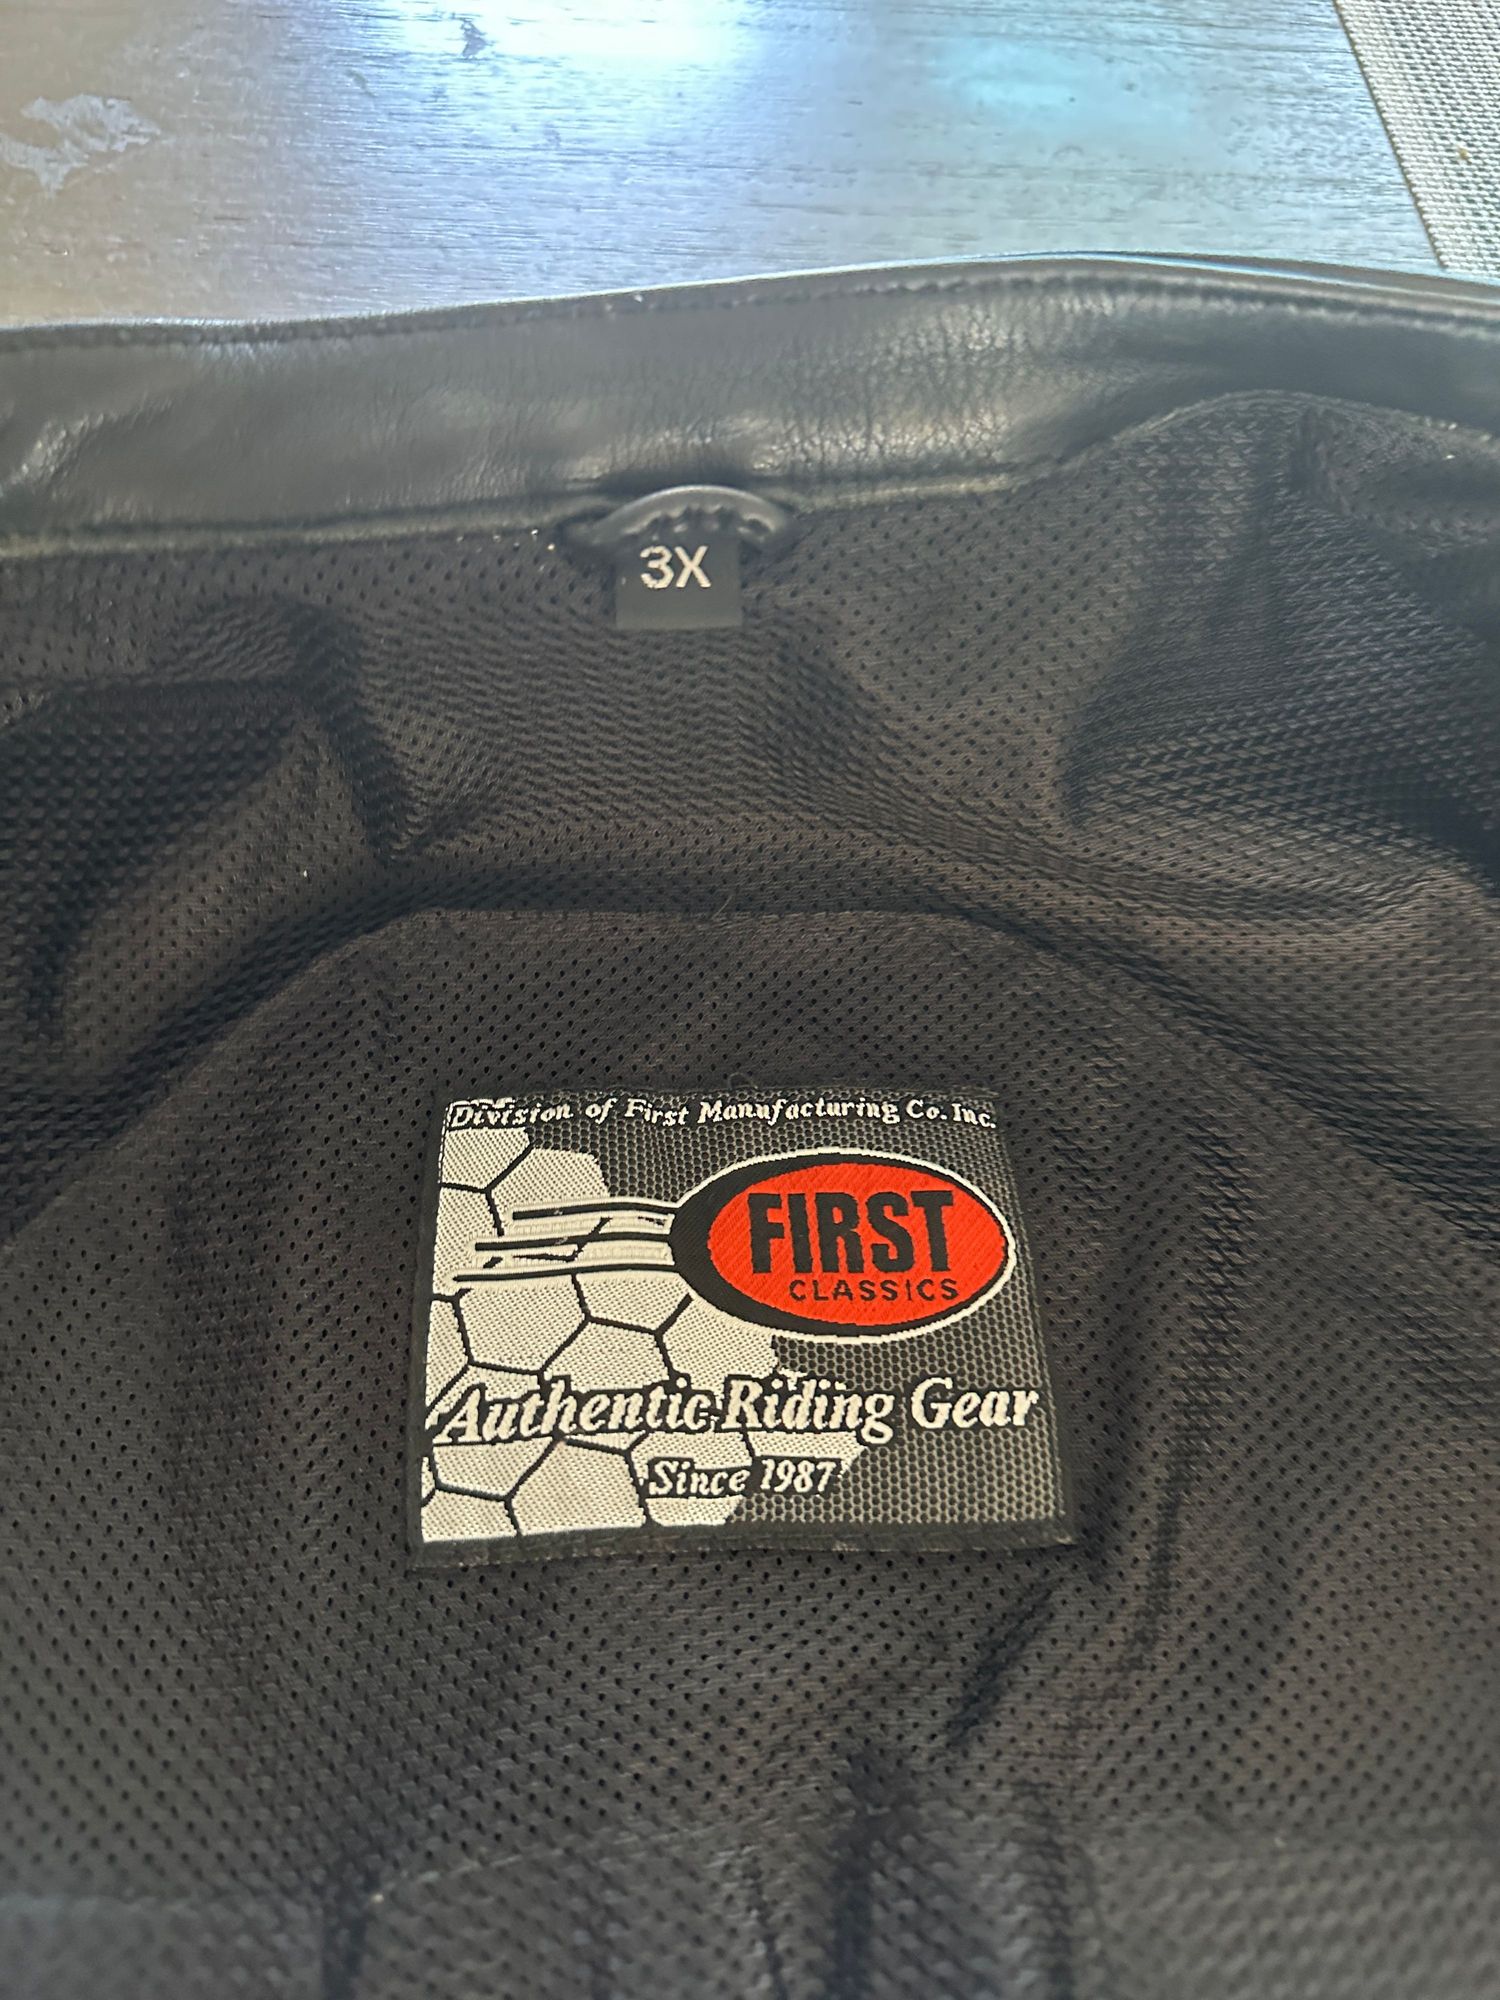 3X
Division of First Manufacturing Co. Inc.
FIRST
CLASSICS
Authentic Riding Gear
Since 1987